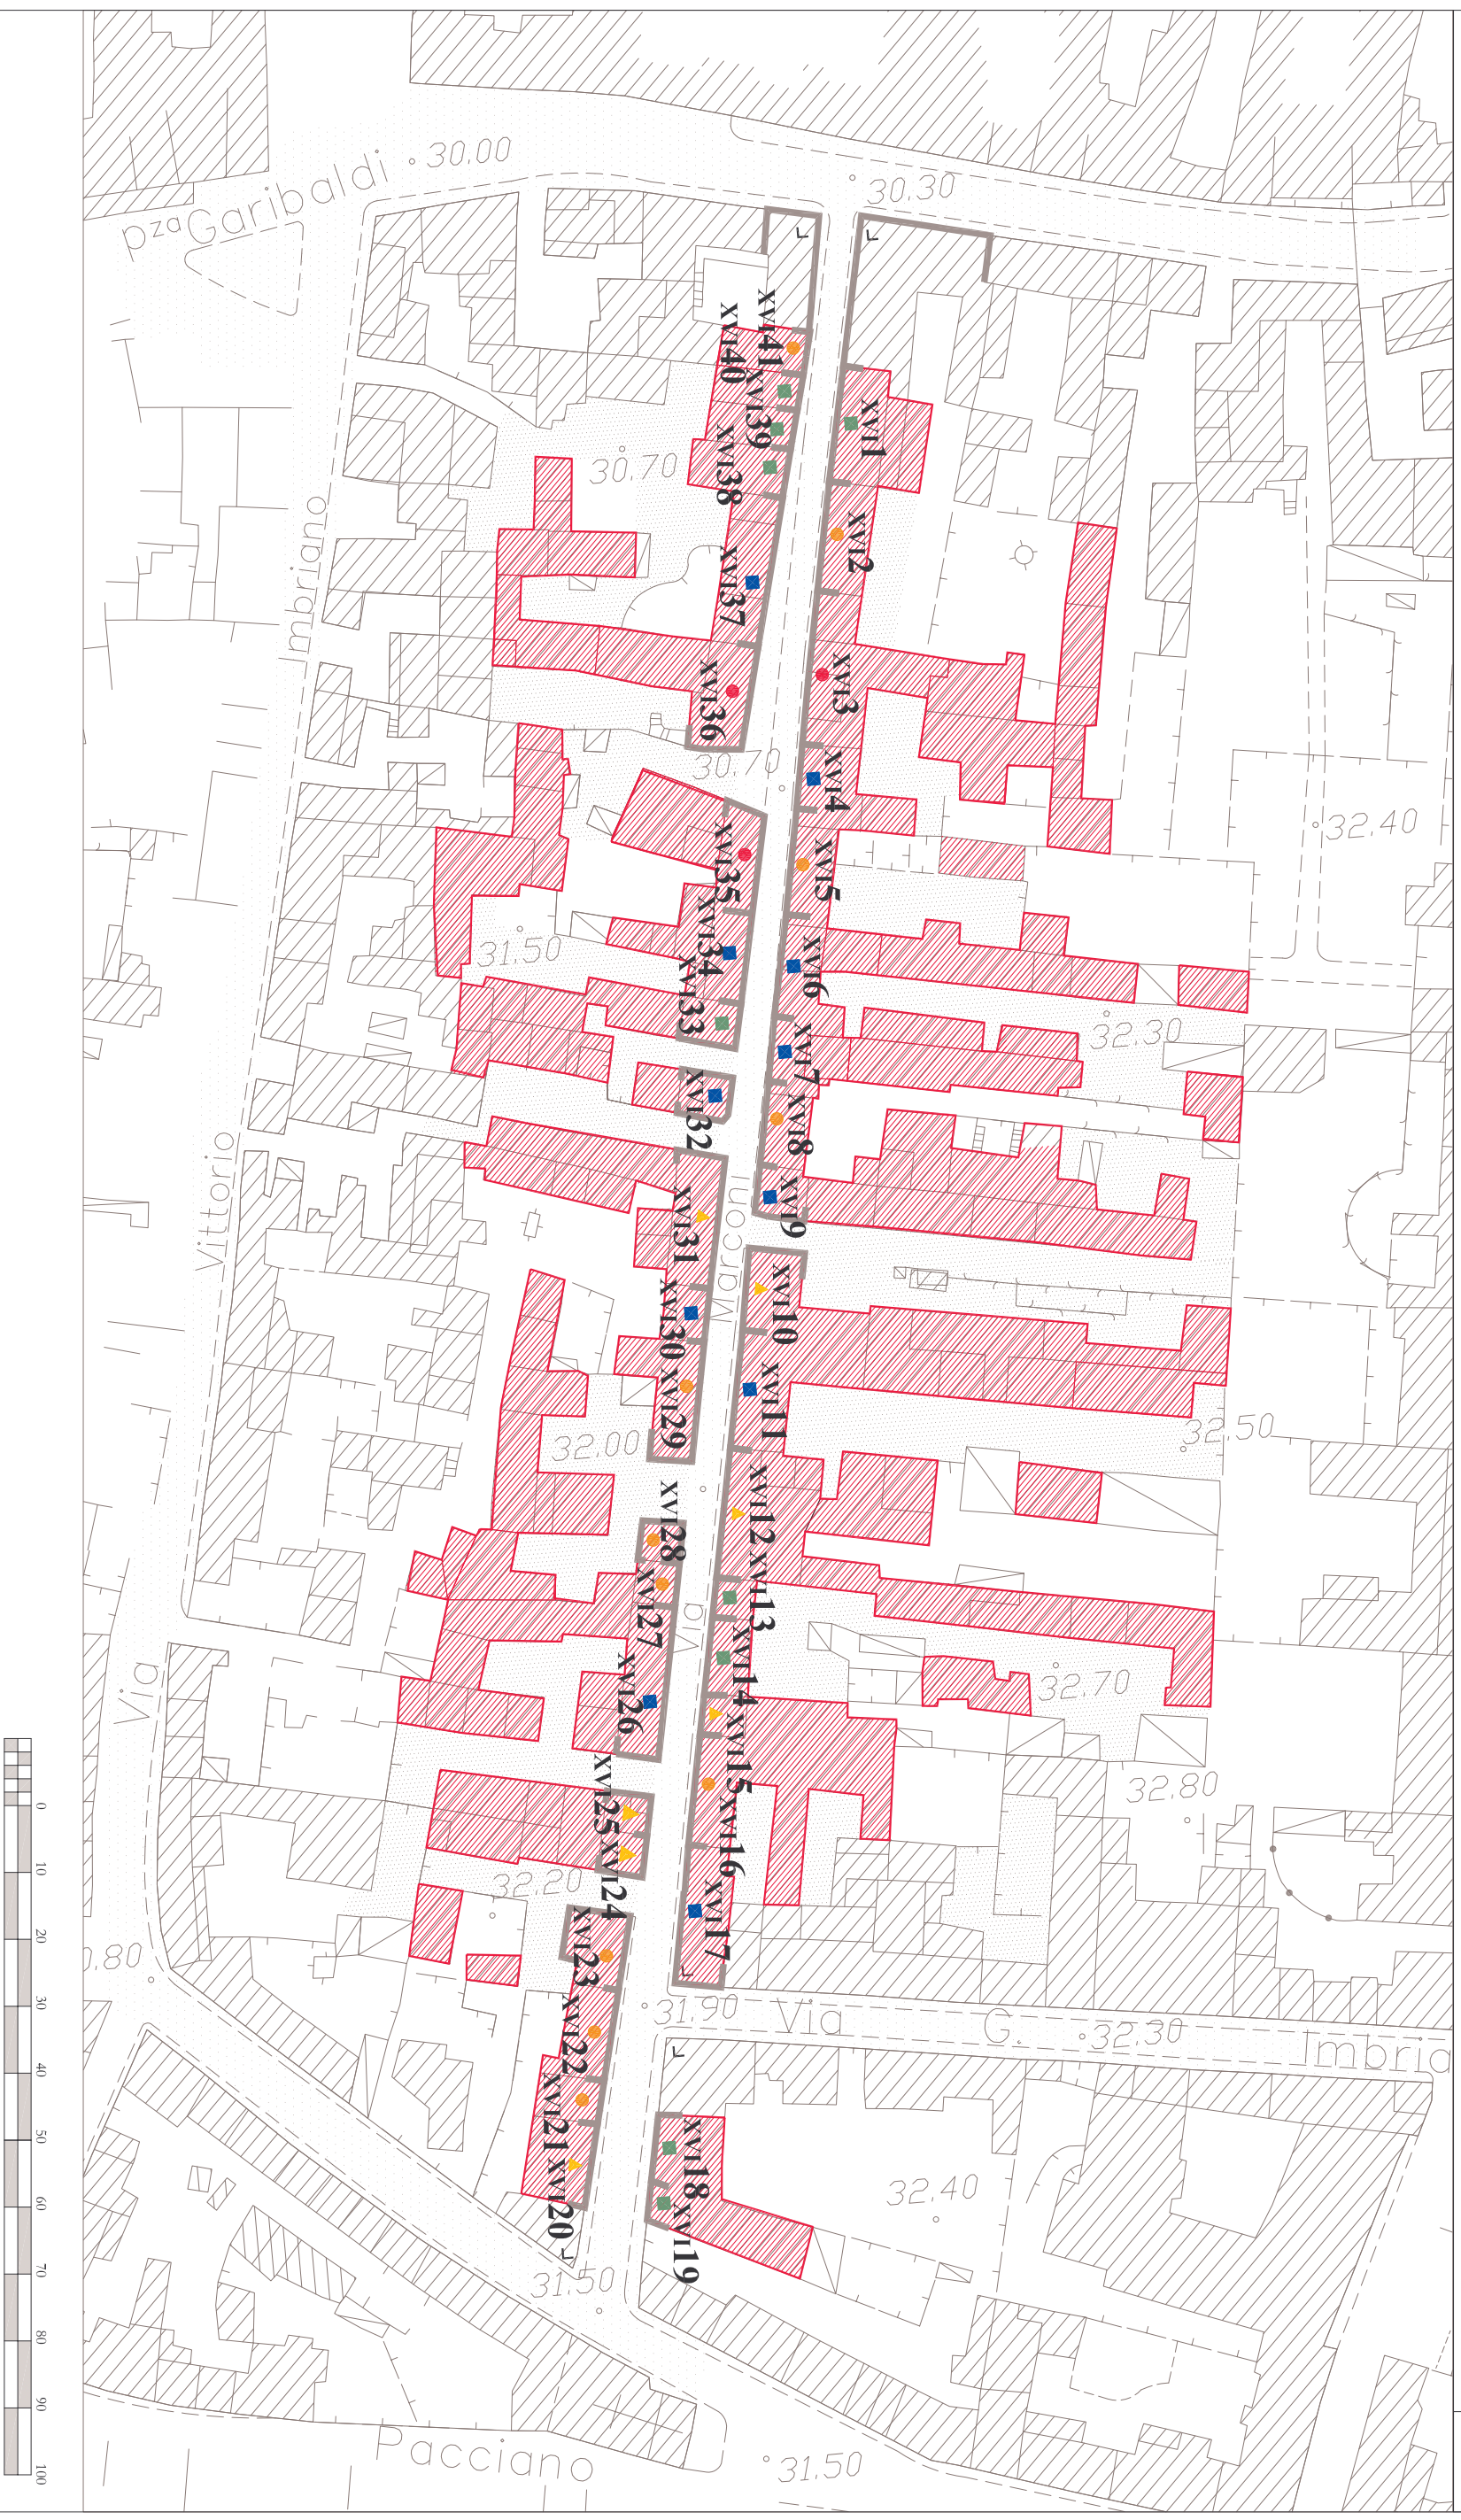 30.00
30.30
pza Garibaldi
XVI41
XVI40
XVI39
XVI38
XVI1
30.70
XVI2
XVI37
Imbriano
XVI3
XVI36
30.70
XVI4
32.40
XVI35
XVI5
31.50
XVI34
XVI6
XVI33
32.30
XVI7
XVI32
XVI8
Vittorio
XVI31
Marconi
XVI9
XVI30
XVI10
XVI29
XVI11
32.00
32.50
XVI28
XVI12
XVI27
XVI13
Via
XVI26
XVI14
32.70
Via
XVI25
XVI15
32.80
XVI24
XVI16
32.20
XVI23
XVI17
0.80
XVI22
31.90
Via G.
32.30
Imbria
XVI21
XVI18
32.40
XVI20
XVI19
31.50
Pacciano
31.50
0 10 20 30 40 50 60 70 80 90 100